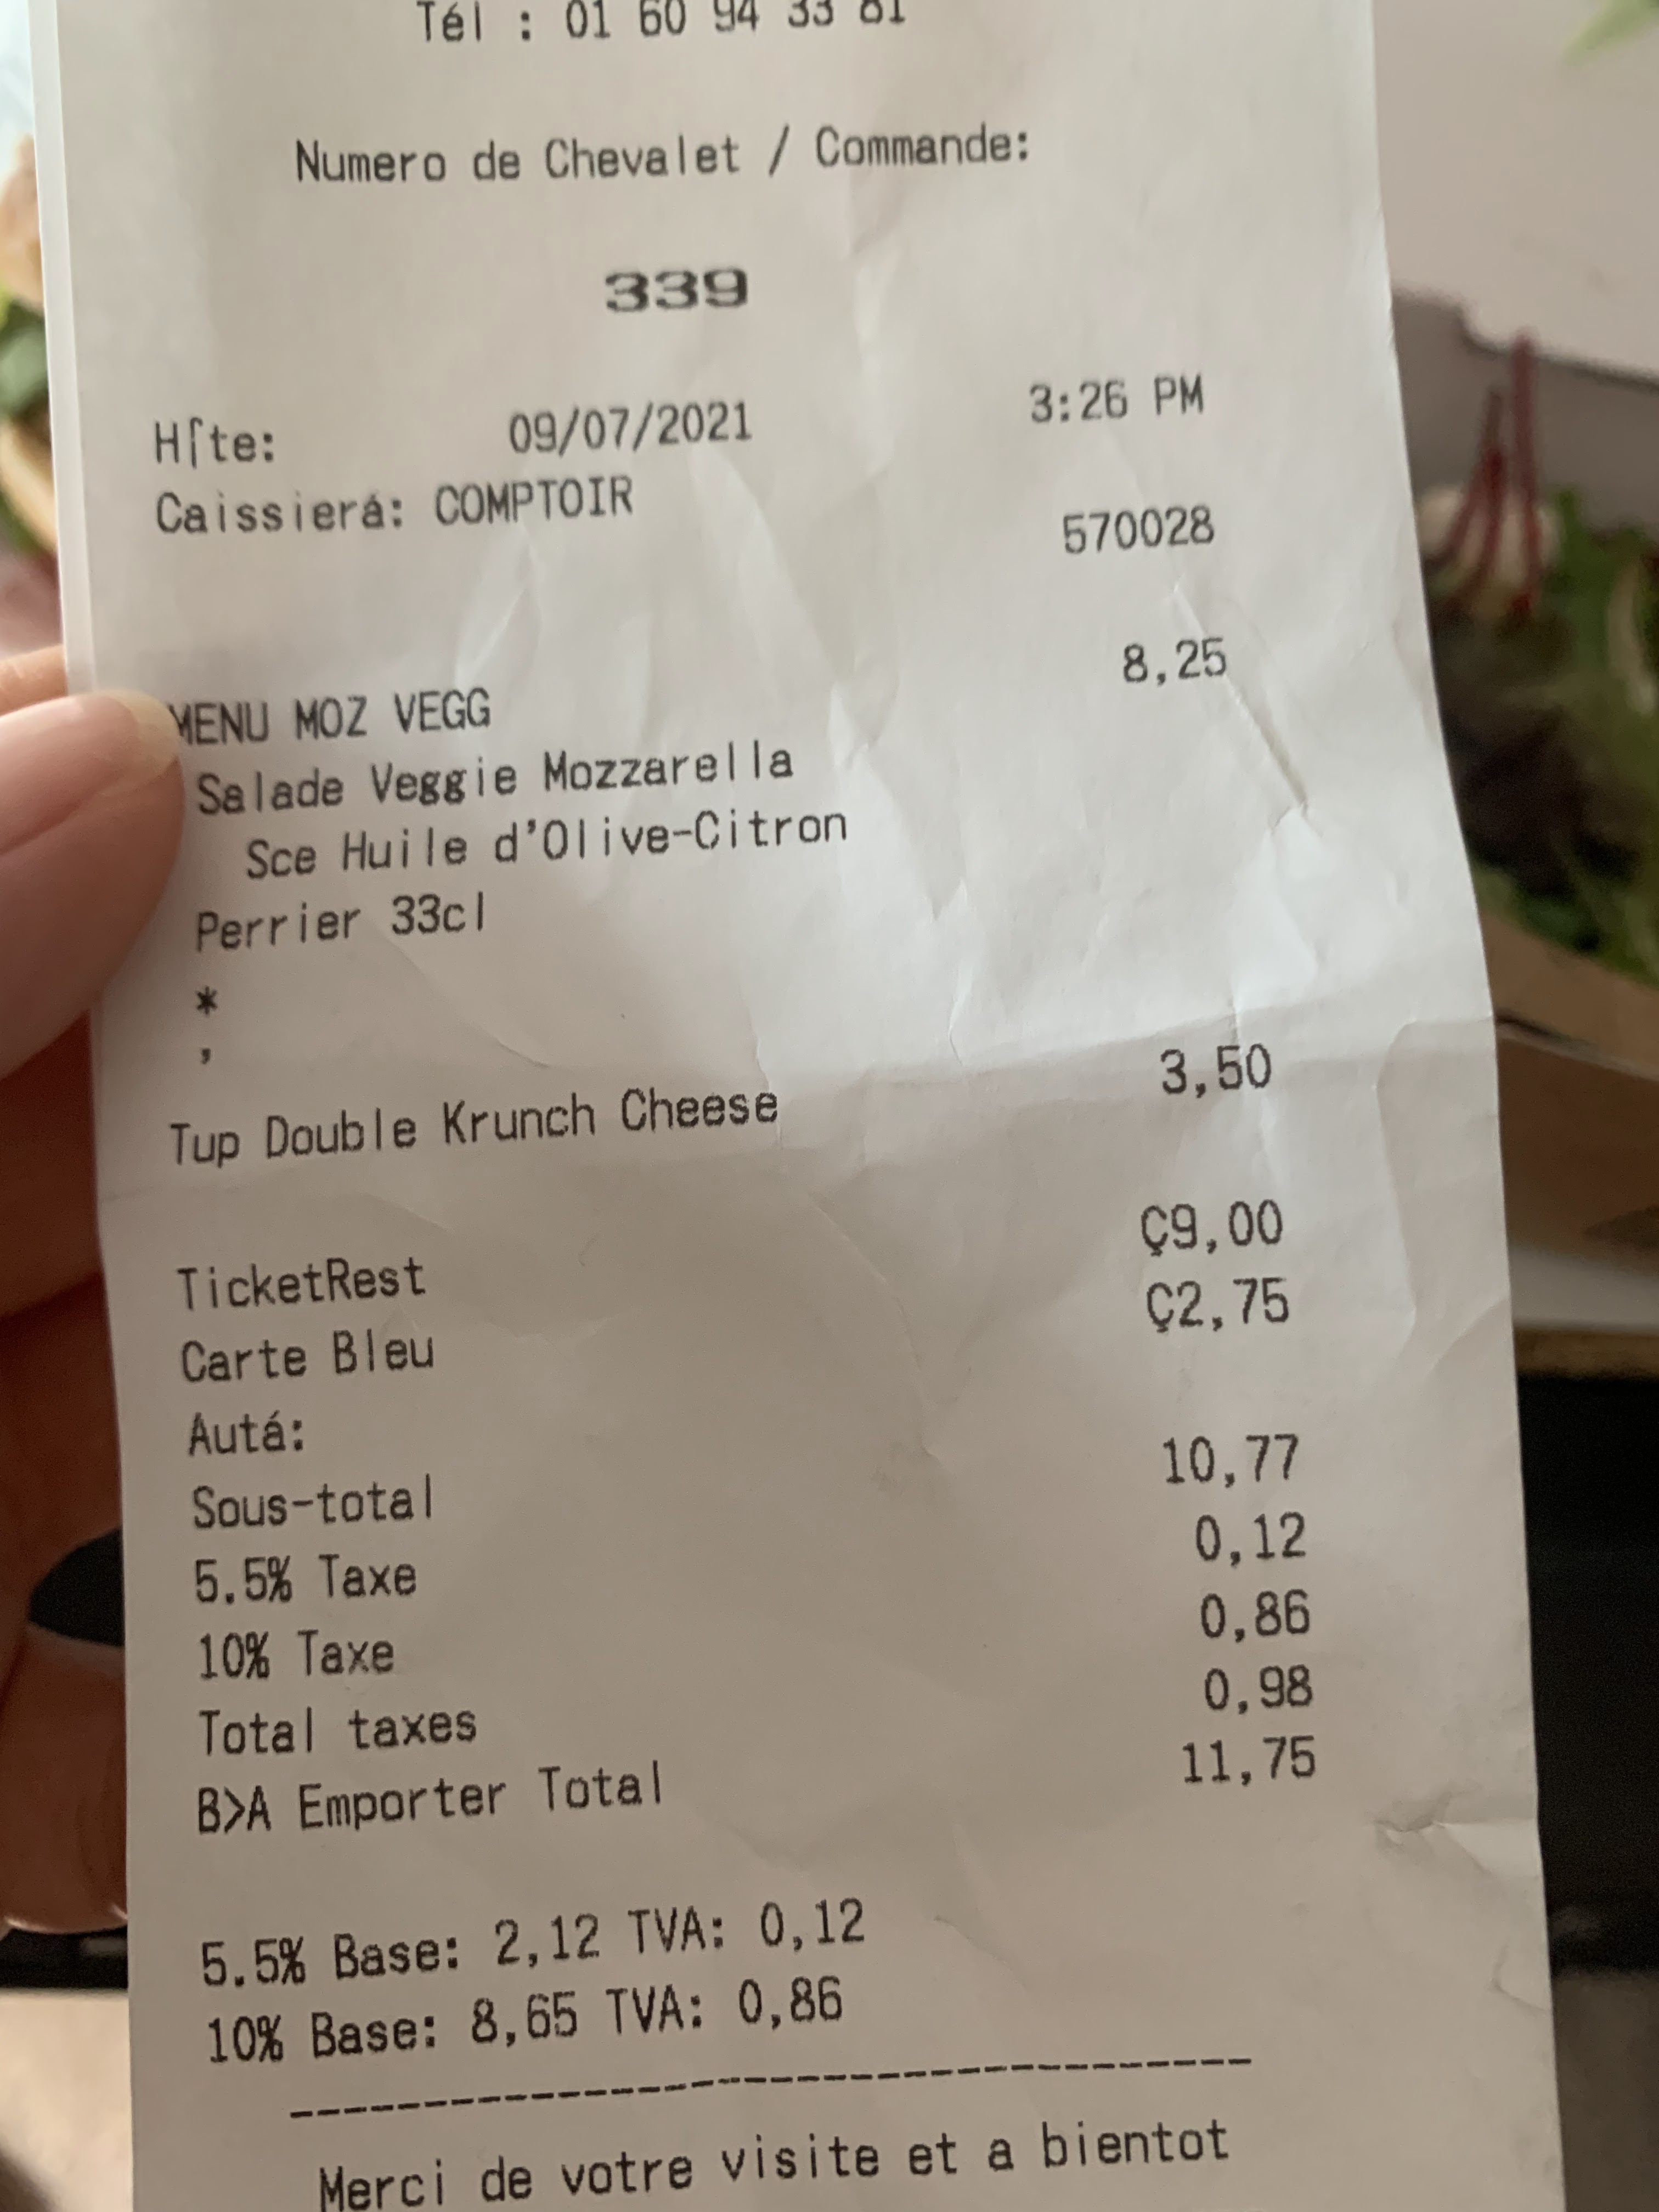 Tél : 01 60 94 33 81
Numero de Chevalet / Commande:
339
H⌠te: 09/07/2021 3:26 PM
Caissierá: COMPTOIR
570028
MENU MOZ VEGG 8,25
Salade Veggie Mozzarella
Sce Huile d'Olive-Citron
Perrier 33cl
*
,
Tup Double Krunch Cheese 3,50
TicketRest Ç9,00
Carte Bleu Ç2,75
Autá:
Sous-total 10,77
5.5% Taxe 0,12
10% Taxe 0,86
Total taxes 0,98
B>A Emporter Total 11,75
5.5% Base: 2,12 TVA: 0,12
10% Base: 8,65 TVA: 0,86
------------------------------------
Merci de votre visite et a bientot